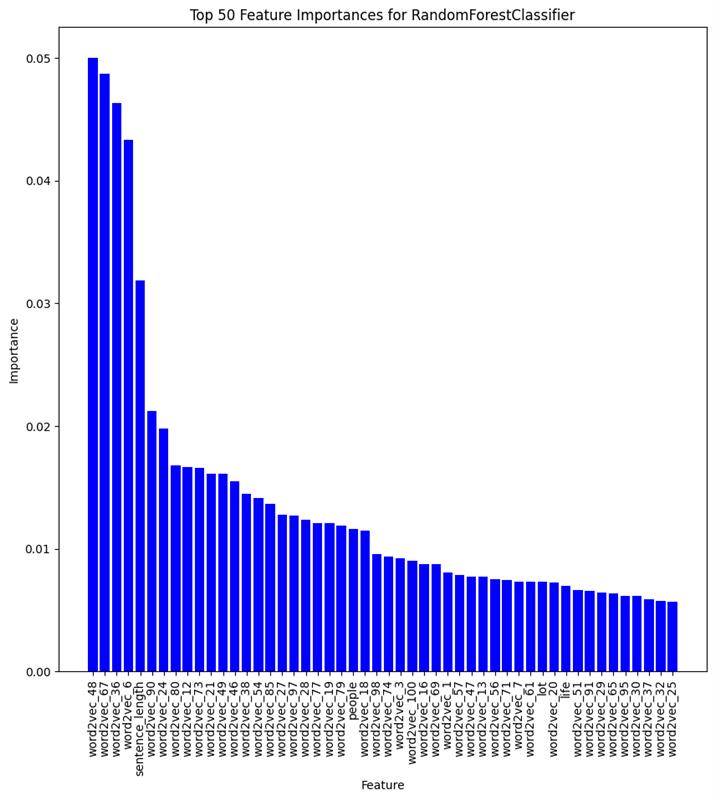 Top 50 Feature Importances for RandomForestClassifier
0.05
0.04
0.03
0.02
0.01
0.00
Importance
word2vec_48
word2vec_67
word2vec_36
word2vec_6
sentence_length
word2vec_90
word2vec_24
word2vec_80
word2vec_12
word2vec_73
word2vec_21
word2vec_49
word2vec_46
word2vec_38
word2vec_54
word2vec_85
word2vec_27
word2vec_97
word2vec_28
word2vec_77
word2vec_19
word2vec_79
people
word2vec_18
word2vec_98
word2vec_74
word2vec_3
word2vec_100
word2vec_16
word2vec_69
word2vec_1
word2vec_57
word2vec_47
word2vec_13
word2vec_56
word2vec_71
word2vec_7
word2vec_61
lot
word2vec_20
life
word2vec_51
word2vec_91
word2vec_29
word2vec_65
word2vec_95
word2vec_30
word2vec_37
word2vec_32
word2vec_25
Feature